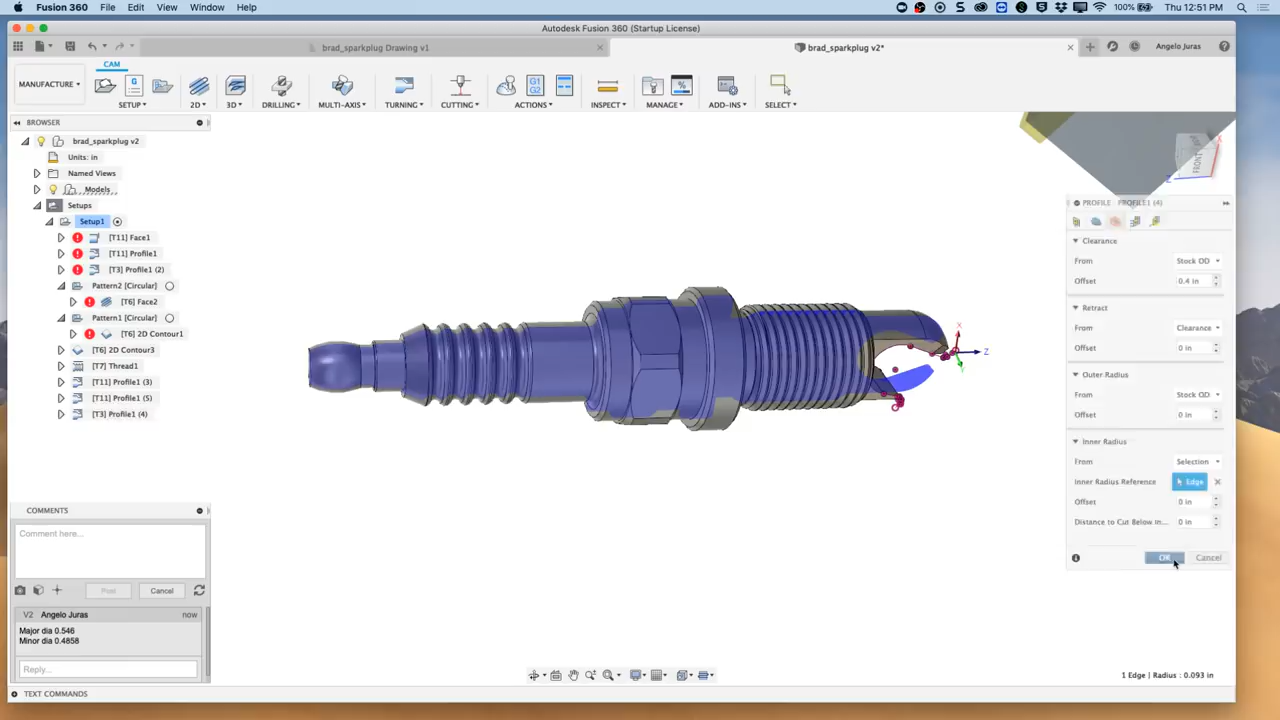 Fusion 360 File Edit View Window Help 100% Thu 12:51 PM
Autodesk Fusion 360 (Startup License)
brad_sparkplug Drawing v1 brad_sparkplug v2* Angelo Juras
CAM
MANUFACTURE
SETUP 2D 3D DRILLING MULTI-AXIS TURNING CUTTING ACTIONS INSPECT MANAGE ADD-INS SELECT
G1
G2
BROWSER
brad_sparkplug v2
Units: in
Named Views
Models
Setups
Setup1
[T11] Face1
[T11] Profile1
[T3] Profile1 (2)
Pattern2 [Circular]
[T6] Face2
Pattern1 [Circular]
[T6] 2D Contour1
[T6] 2D Contour3
[T7] Thread1
[T11] Profile1 (3)
[T11] Profile1 (5)
[T3] Profile1 (4)
X
Z
Y
FRONT
X
Z
PROFILE : PROFILE1 (4)
Clearance
From Stock OD
Offset 0.4 in
Retract
From Clearance
Offset 0 in
Outer Radius
From Stock OD
Offset 0 in
Inner Radius
From Selection
Inner Radius Reference Edge
Offset 0 in
Distance to Cut Below In... 0 in
OK Cancel
COMMENTS
Comment here...
Post Cancel
V2 Angelo Juras now
Major dia 0.546
Minor dia 0.4858
Reply...
1 Edge | Radius : 0.093 in
TEXT COMMANDS